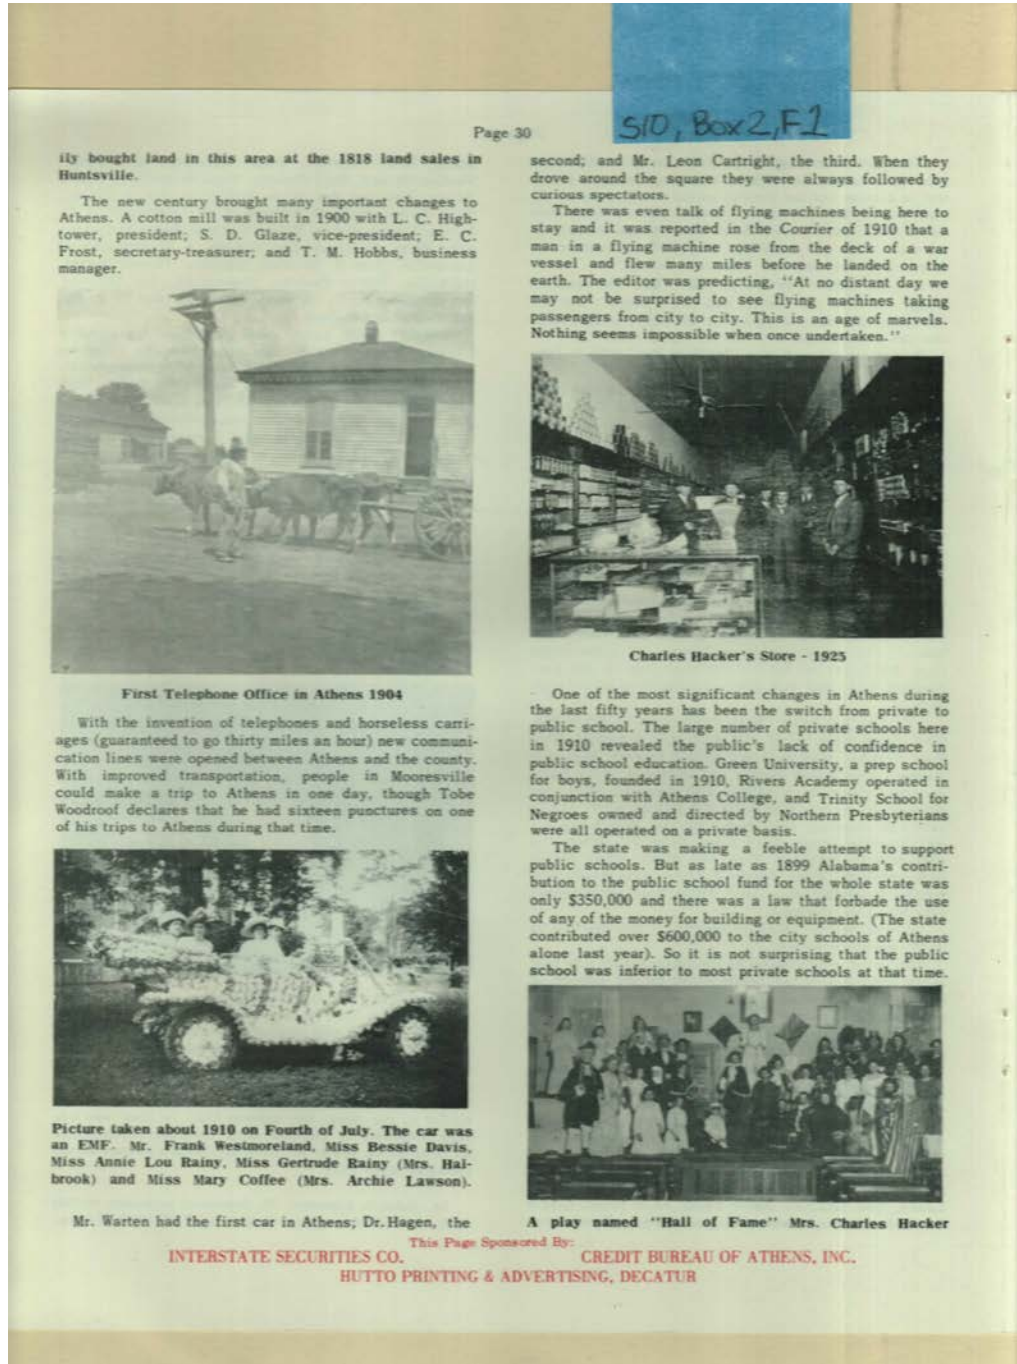 S10, Box 2, F1
Page 30
ily bought land in this area at the 1818 land sales in
Huntsville.
The new century brought many important changes to
Athens. A cotton mill was built in 1900 with L. C. High-
tower, president; S. D. Glaze, vice-president; E. C.
Frost, secretary-treasurer; and T. M. Hobbs, business
manager.
First Telephone Office in Athens 1904
With the invention of telephones and horseless carri-
ages (guaranteed to go thirty miles an hour) new communi-
cation lines were opened between Athens and the county.
With improved transportation, people in Mooresville
could make a trip to Athens in one day, though Tobe
Woodroof declares that he had sixteen punctures on one
of his trips to Athens during that time.
Picture taken about 1910 on Fourth of July. The car was
an EMF. Mr. Frank Westmoreland, Miss Bessie Davis,
Miss Annie Lou Rainy, Miss Gertrude Rainy (Mrs. Hal-
brook) and Miss Mary Coffee (Mrs. Archie Lawson).
Mr. Warten had the first car in Athens; Dr. Hagen, the
second; and Mr. Leon Cartright, the third. When they
drove around the square they were always followed by
curious spectators.
There was even talk of flying machines being here to
stay and it was reported in the Courier of 1910 that a
man in a flying machine rose from the deck of a war
vessel and flew many miles before he landed on the
earth. The editor was predicting, "At no distant day we
may not be surprised to see flying machines taking
passengers from city to city. This is an age of marvels.
Nothing seems impossible when once undertaken."
Charles Hacker's Store - 1925
One of the most significant changes in Athens during
the last fifty years has been the switch from private to
public school. The large number of private schools here
in 1910 revealed the public's lack of confidence in
public school education. Green University, a prep school
for boys, founded in 1910, Rivers Academy operated in
conjunction with Athens College, and Trinity School for
Negroes owned and directed by Northern Presbyterians
were all operated on a private basis.
The state was making a feeble attempt to support
public schools. But as late as 1899 Alabama's contri-
bution to the public school fund for the whole state was
only $350,000 and there was a law that forbade the use
of any of the money for building or equipment. (The state
contributed over $600,000 to the city schools of Athens
alone last year). So it is not surprising that the public
school was inferior to most private schools at that time.
A play named "Hall of Fame" Mrs. Charles Hacker
This Page Sponsored By:
INTERSTATE SECURITIES CO. CREDIT BUREAU OF ATHENS, INC.
HUTTO PRINTING & ADVERTISING, DECATUR